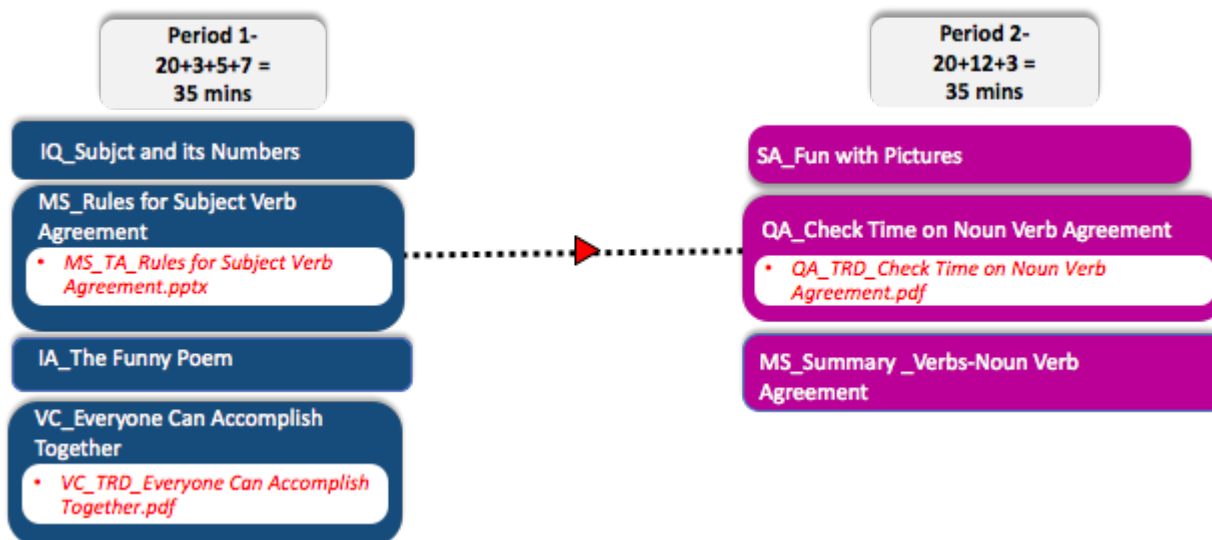 Period 1-
20+3+5+7 =
35 mins
IQ_Subjct and its Numbers
MS_Rules for Subject Verb
Agreement
• MS_TA_Rules for Subject Verb
Agreement.pptx
IA_The Funny Poem
VC_Everyone Can Accomplish
Together
• VC_TRD_Everyone Can Accomplish
Together.pdf
Period 2-
20+12+3 =
35 mins
SA_Fun with Pictures
QA_Check Time on Noun Verb Agreement
• QA_TRD_Check Time on Noun Verb
Agreement.pdf
MS_Summary _Verbs-Noun Verb
Agreement